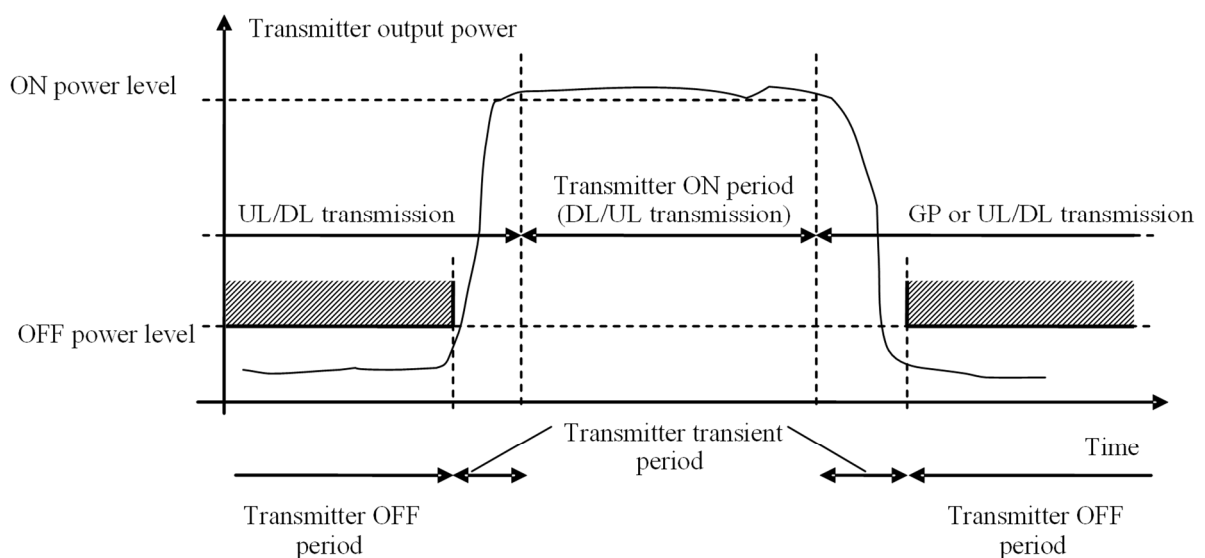 Transmitter output power
ON power level
Transmitter ON period
(DL/UL transmission)
UL/DL transmission
GP or UL/DL transmission
OFF power level
Transmitter transient
period
Time
Transmitter OFF
period
Transmitter OFF
period